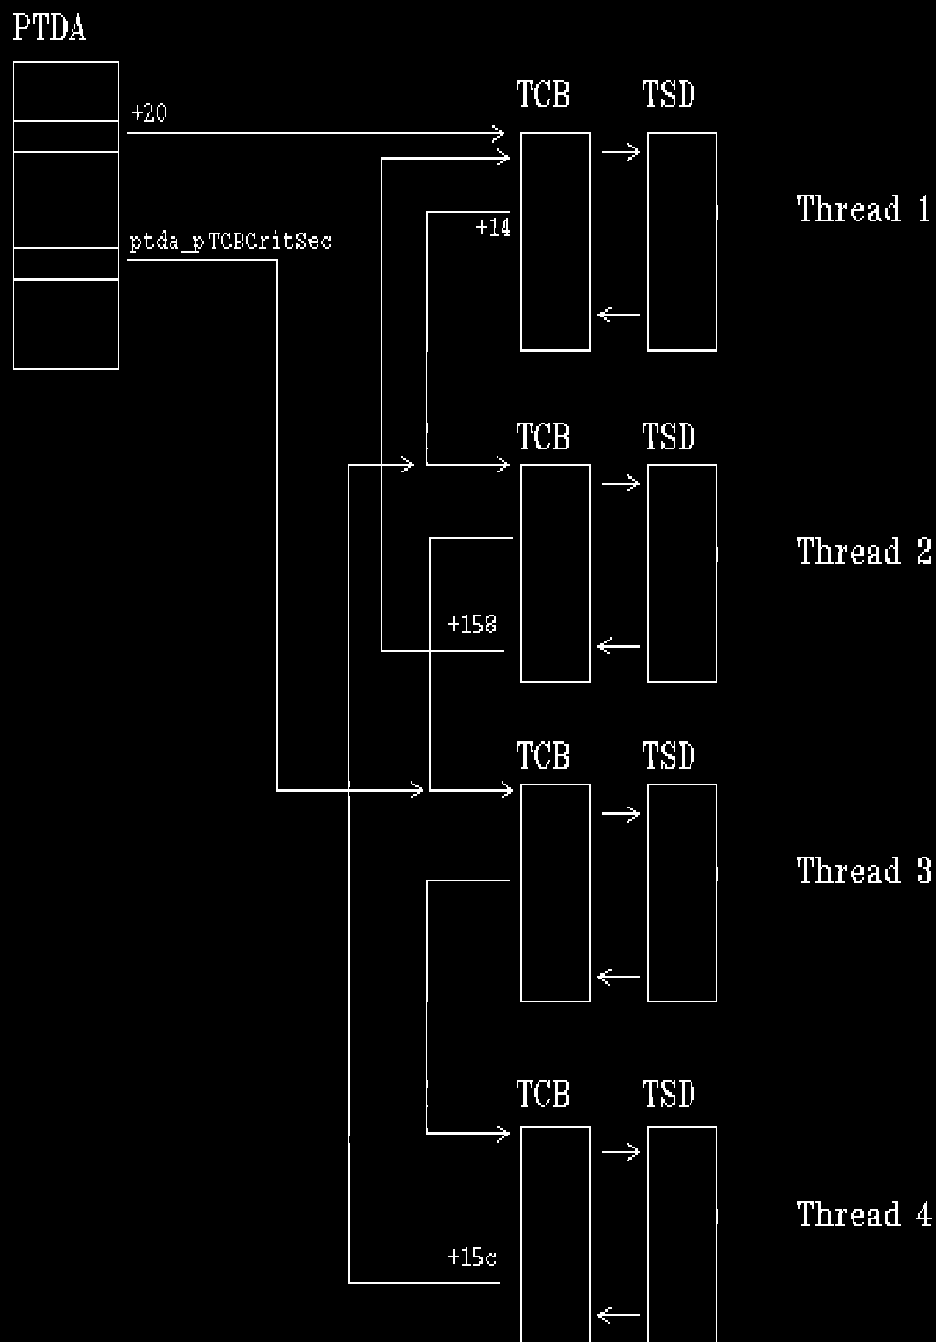 PTDA
+20
TCB TSD
Thread 1
+14
ptda_pTCBCritSec
TCB TSD
Thread 2
+158
TCB TSD
Thread 3
TCB TSD
Thread 4
+15c